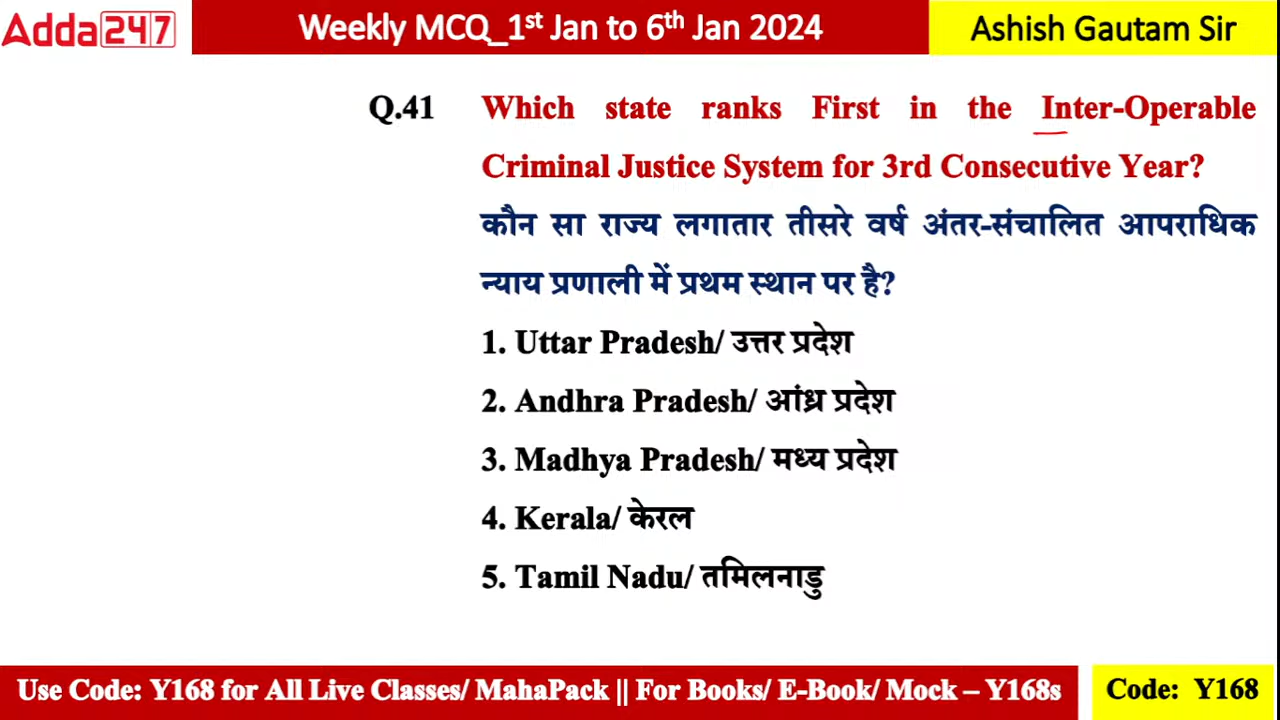 Adda247
Weekly MCQ_1st Jan to 6th Jan 2024
Ashish Gautam Sir
Q.41 Which state ranks First in the Inter-Operable
Criminal Justice System for 3rd Consecutive Year?
कौन सा राज्य लगातार तीसरे वर्ष अंतर-संचालित आपराधिक
न्याय प्रणाली में प्रथम स्थान पर है?
1. Uttar Pradesh/ उत्तर प्रदेश
2. Andhra Pradesh/ आंध्र प्रदेश
3. Madhya Pradesh/ मध्य प्रदेश
4. Kerala/ केरल
5. Tamil Nadu/ तमिलनाडु
Use Code: Y168 for All Live Classes/ MahaPack || For Books/ E-Book/ Mock – Y168s
Code: Y168